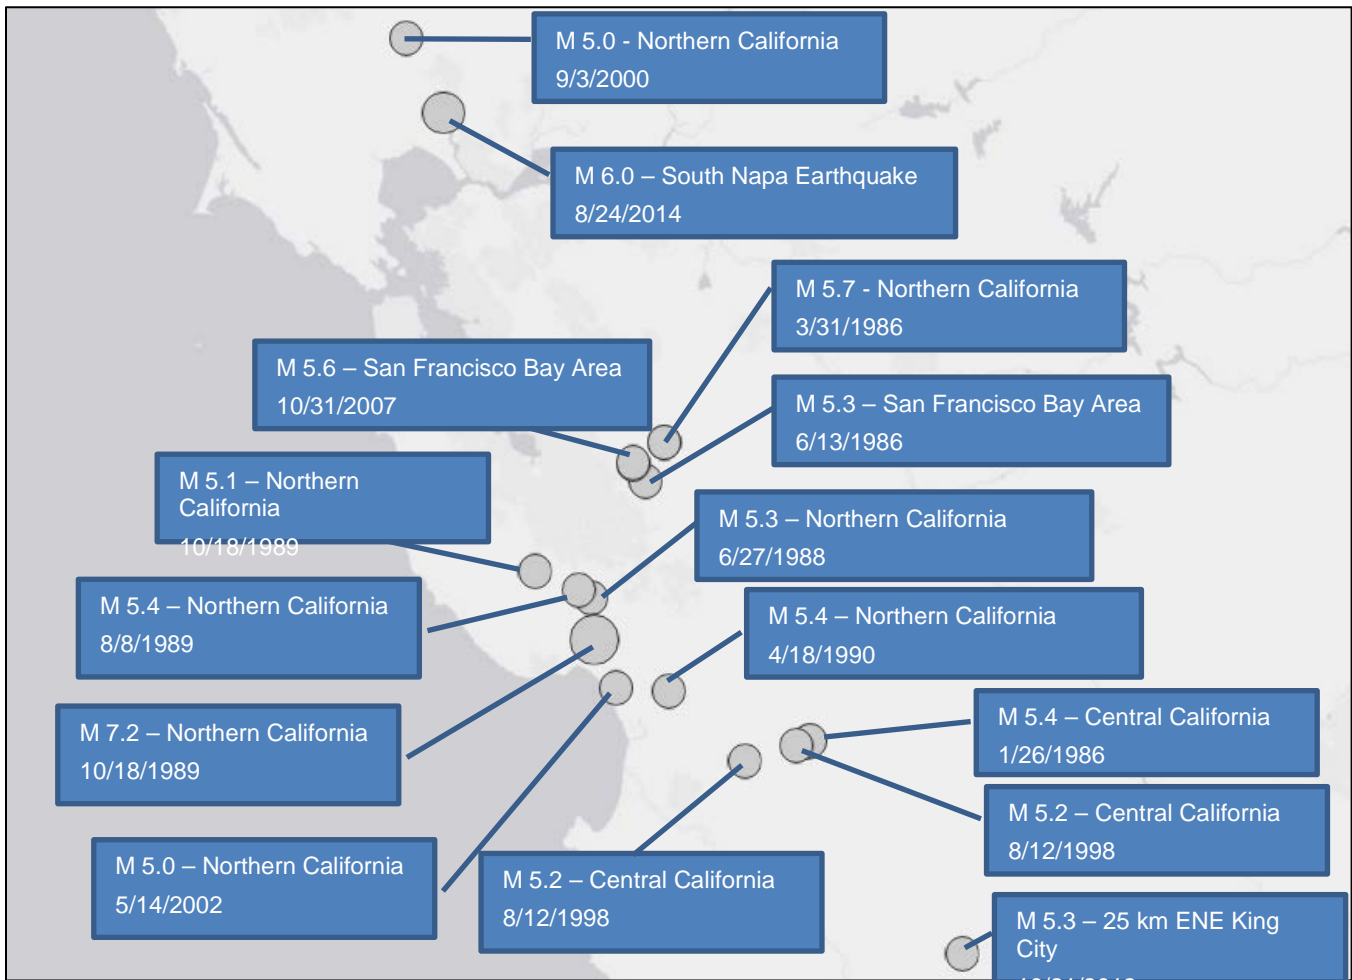 M 5.0 - Northern California
9/3/2000
M 6.0 – South Napa Earthquake
8/24/2014
M 5.7 - Northern California
3/31/1986
M 5.6 – San Francisco Bay Area
10/31/2007
M 5.3 – San Francisco Bay Area
6/13/1986
M 5.1 – Northern
California
10/18/1989
M 5.3 – Northern California
6/27/1988
M 5.4 – Northern California
8/8/1989
M 5.4 – Northern California
4/18/1990
M 7.2 – Northern California
10/18/1989
M 5.4 – Central California
1/26/1986
M 5.2 – Central California
8/12/1998
M 5.0 – Northern California
5/14/2002
M 5.2 – Central California
8/12/1998
M 5.3 – 25 km ENE King
City